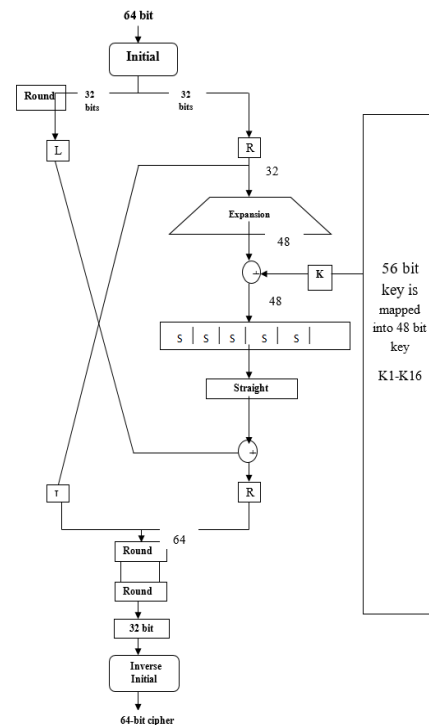 64 bit
Initial
Round
32 bits
32 bits
L
R
32
Expansion
48
K
48
56 bit
key is
mapped
into 48 bit
key
K1-K16
S | S | S | S | S |
Straight
R
64
Round
Round
32 bit
Inverse
Initial
64-bit cipher